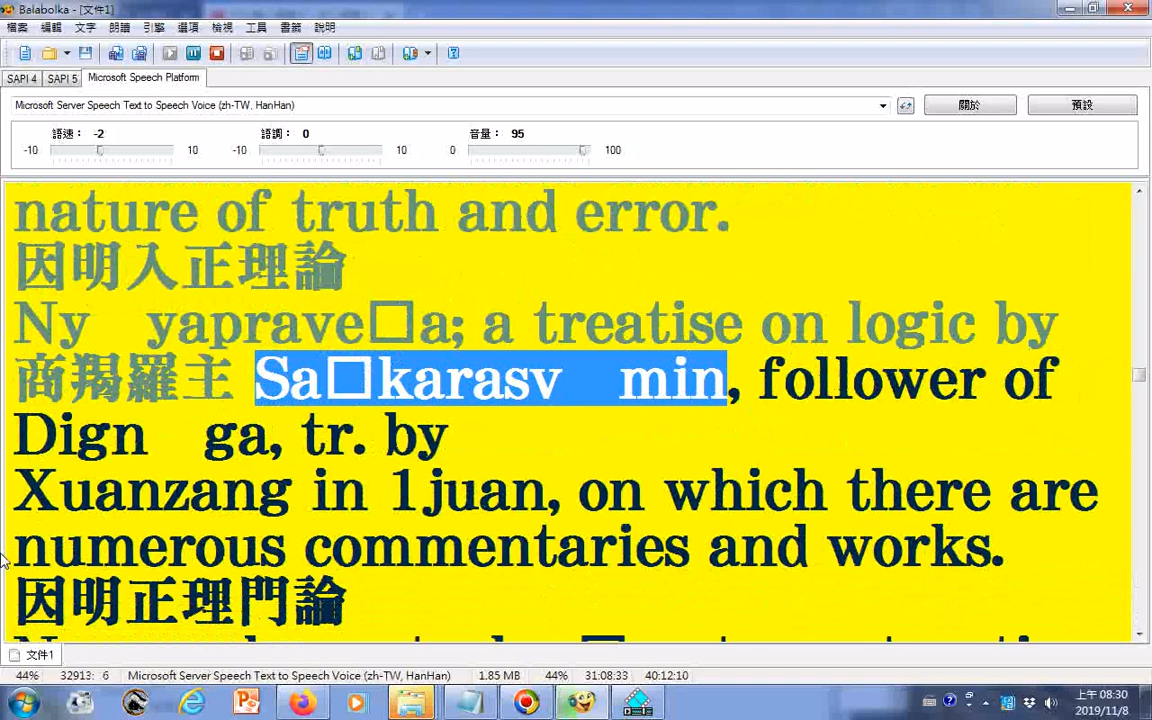 Balabolka - [文件1]
檔案 編輯 文字 朗讀 引擎 選項 檢視 工具 書籤 說明
SAPI 4 SAPI 5 Microsoft Speech Platform
Microsoft Server Speech Text to Speech Voice (zh-TW, HanHan) 關於 預設
語速： -2 語調： 0 音量： 95
-10 10 -10 10 0 100
nature of truth and error.
因明入正理論
Ny　yaprave□a; a treatise on logic by
商羯羅主 Sa□karasv　min, follower of
Dign　ga, tr. by
Xuanzang in 1juan, on which there are
numerous commentaries and works.
因明正理門論
文件1
44% 32913: 6 Microsoft Server Speech Text to Speech Voice (zh-TW, HanHan) 1.85 MB 44% 31:08:33 40:12:10
上午 08:30
2019/11/8